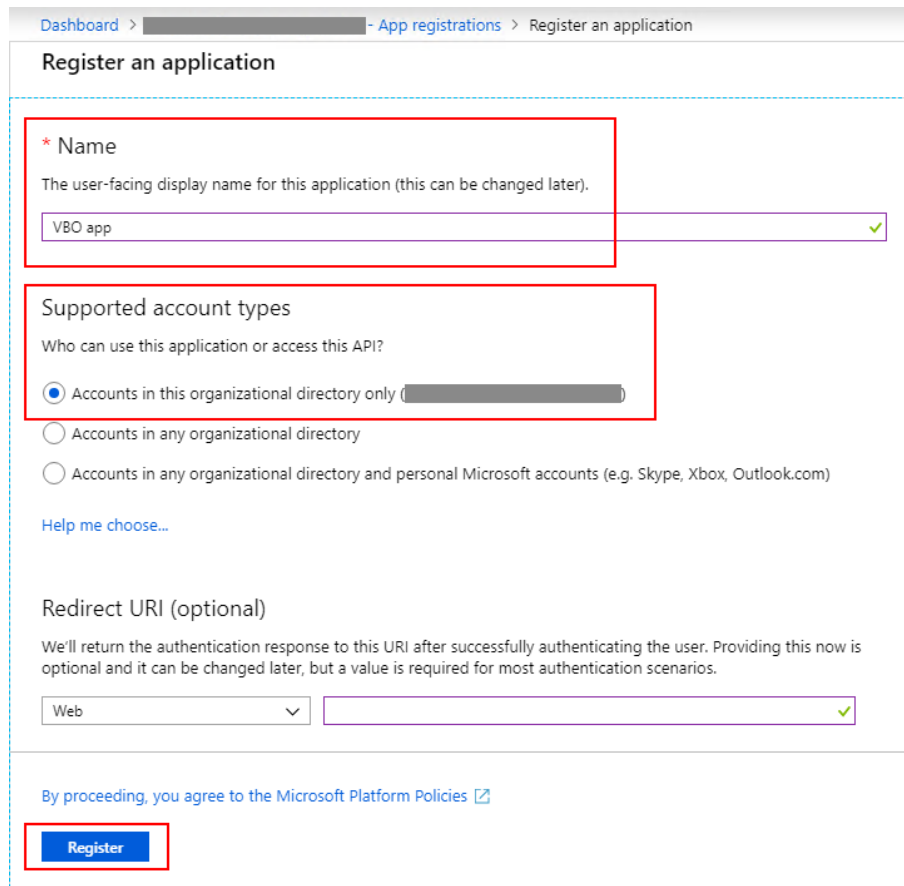 Dashboard > - App registrations > Register an application
Register an application
* Name
The user-facing display name for this application (this can be changed later).
VBO app
Supported account types
Who can use this application or access this API?
Accounts in this organizational directory only ( )
Accounts in any organizational directory
Accounts in any organizational directory and personal Microsoft accounts (e.g. Skype, Xbox, Outlook.com)
Help me choose...
Redirect URI (optional)
We'll return the authentication response to this URI after successfully authenticating the user. Providing this now is
optional and it can be changed later, but a value is required for most authentication scenarios.
Web
By proceeding, you agree to the Microsoft Platform Policies
Register